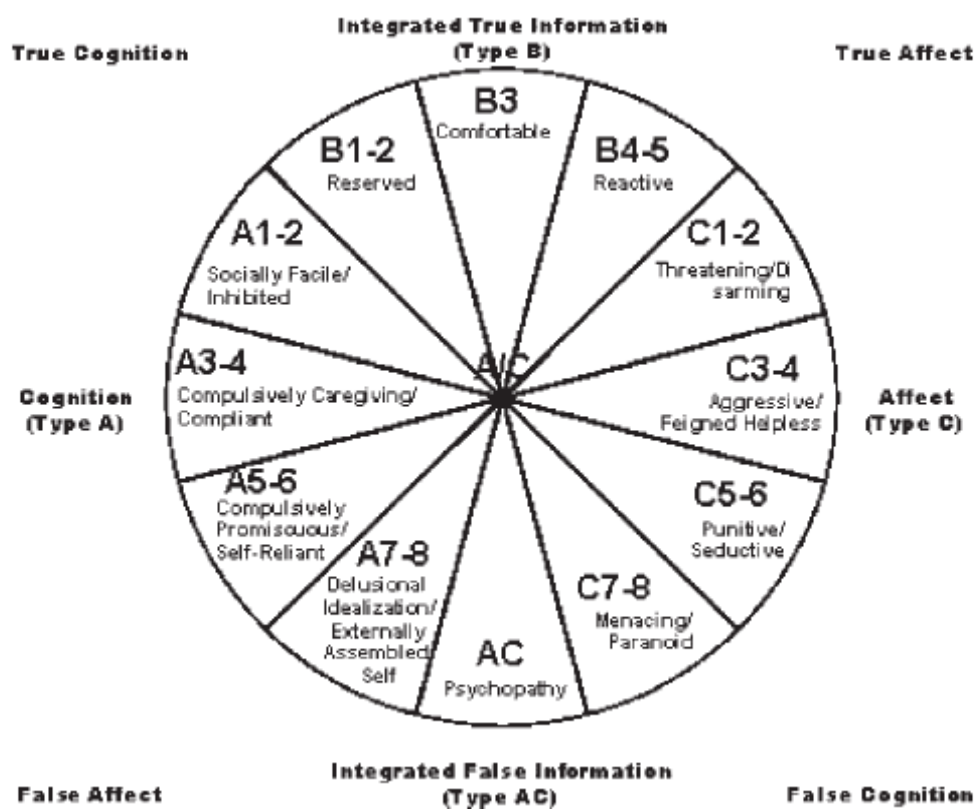 Integrated True Information
(Type B)
True Cognition
True Affect
B3
Comfortable
B1-2
Reserved
B4-5
Reactive
A1-2
Socially Facile/
Inhibited
C1-2
Threatening/Di
sarming
A/C
A3-4
Compulsively Caregiving/
Compliant
C3-4
Aggressive/
Feigned Helpless
Cognition
(Type A)
Affect
(Type C)
A5-6
Compulsively
Promisouous/
Self-Reliant
C5-6
Punitive/
Seductive
A7-8
Delusional
Idealization/
Externally
Assembled
Self
C7-8
Menacing/
Paranoid
AC
Psychopathy
Integrated False Information
(Type AC)
False Affect
False Cognition